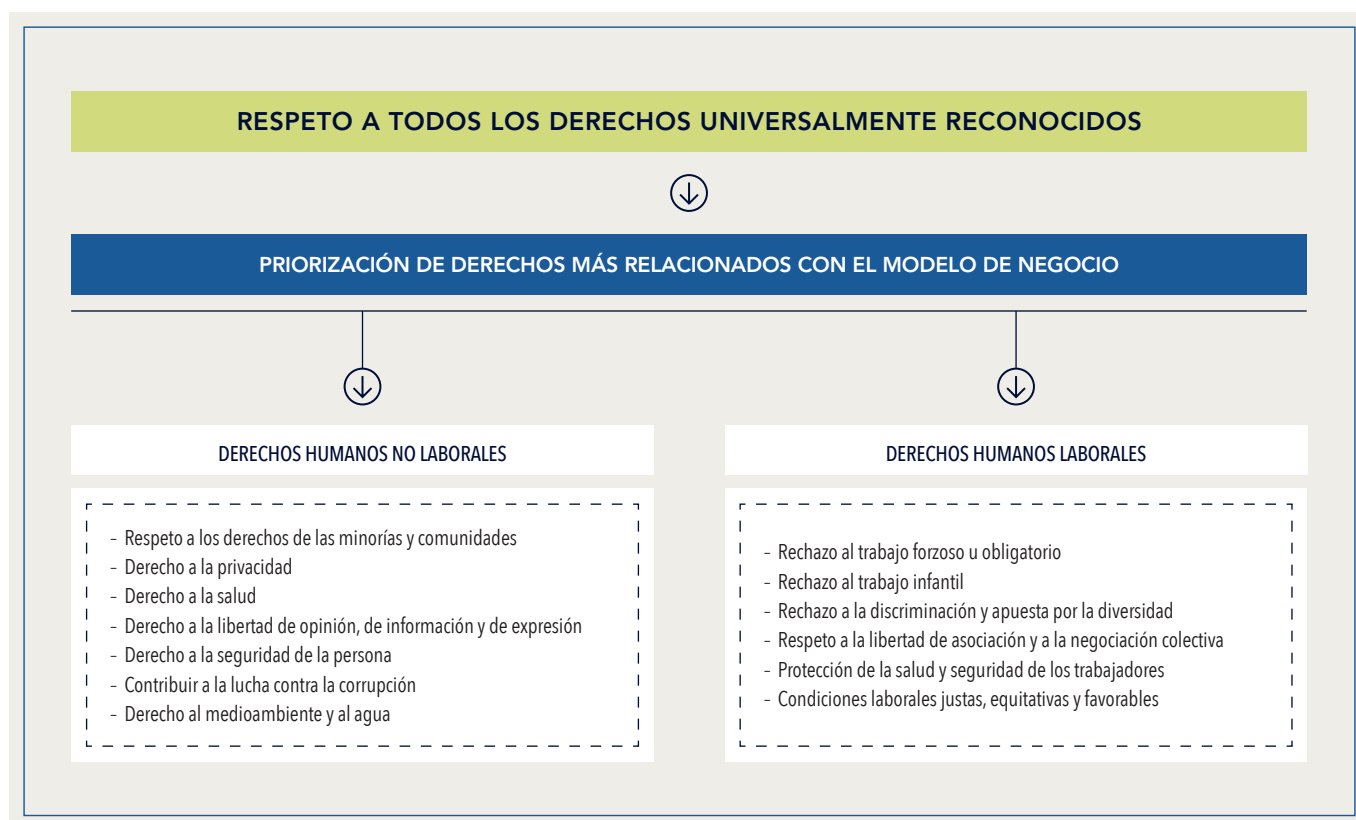 RESPETO A TODOS LOS DERECHOS UNIVERSALMENTE RECONOCIDOS
PRIORIZACIÓN DE DERECHOS MÁS RELACIONADOS CON EL MODELO DE NEGOCIO
DERECHOS HUMANOS NO LABORALES
– Respeto a los derechos de las minorías y comunidades
– Derecho a la privacidad
– Derecho a la salud
– Derecho a la libertad de opinión, de información y de expresión
– Derecho a la seguridad de la persona
– Contribuir a la lucha contra la corrupción
– Derecho al medioambiente y al agua
DERECHOS HUMANOS LABORALES
– Rechazo al trabajo forzoso u obligatorio
– Rechazo al trabajo infantil
– Rechazo a la discriminación y apuesta por la diversidad
– Respeto a la libertad de asociación y a la negociación colectiva
– Protección de la salud y seguridad de los trabajadores
– Condiciones laborales justas, equitativas y favorables